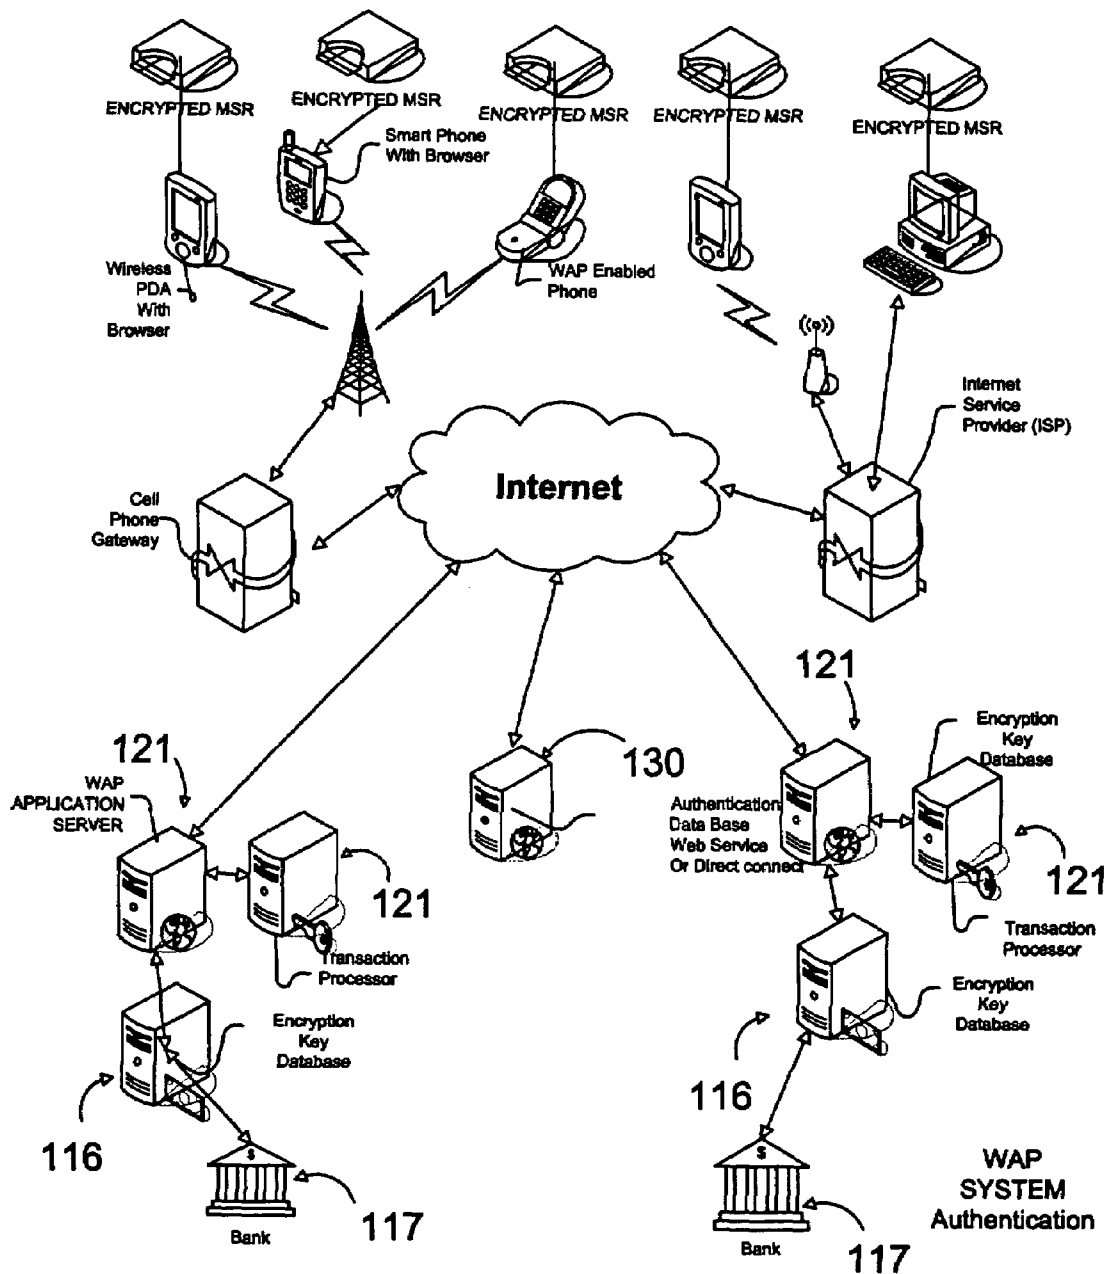 ENCRYPTED MSR
ENCRYPTED MSR
ENCRYPTED MSR
ENCRYPTED MSR
ENCRYPTED MSR
Smart Phone
With Browser
Wireless
PDA
With
Browser
WAP Enabled
Phone
Internet
Service
Provider (ISP)
Internet
Cell
Phone
Gateway
121
121
WAP
APPLICATION
SERVER
130
Encryption
Key
Database
Authentication
Data Base
Web Service
Or Direct connect
121
121
Transaction
Processor
Transaction
Processor
Encryption
Key
Database
Encryption
Key
Database
116
116
$
$
117
117
Bank
Bank
WAP
SYSTEM
Authentication